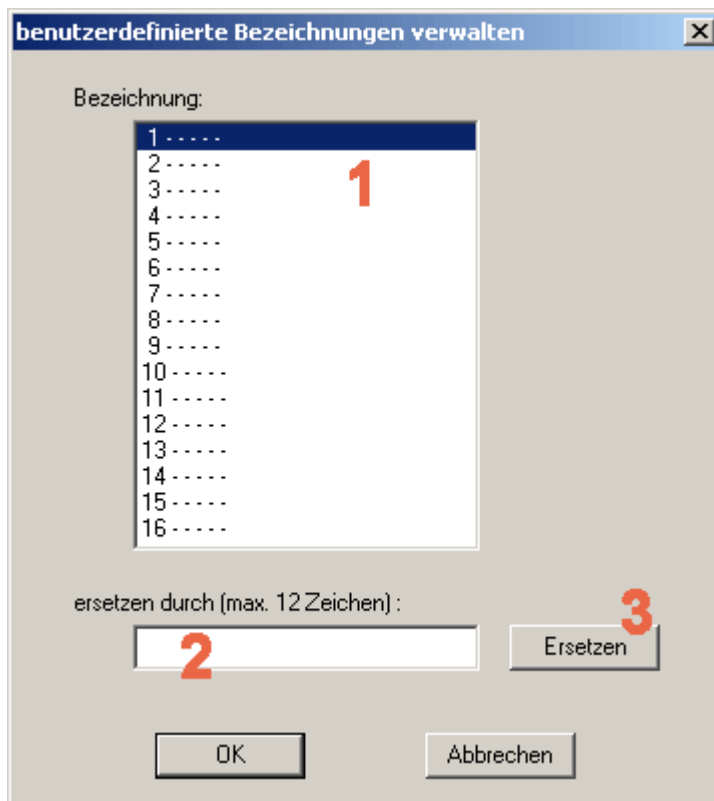 benutzerdefinierte Bezeichnungen verwalten
Bezeichnung:
1 - - - - -
1
2 - - - - -
3 - - - - -
4 - - - - -
5 - - - - -
6 - - - - -
7 - - - - -
8 - - - - -
9 - - - - -
10 - - - - -
11 - - - - -
12 - - - - -
13 - - - - -
14 - - - - -
15 - - - - -
16 - - - - -
ersetzen durch (max. 12 Zeichen) :
2
3
Ersetzen
OK
Abbrechen